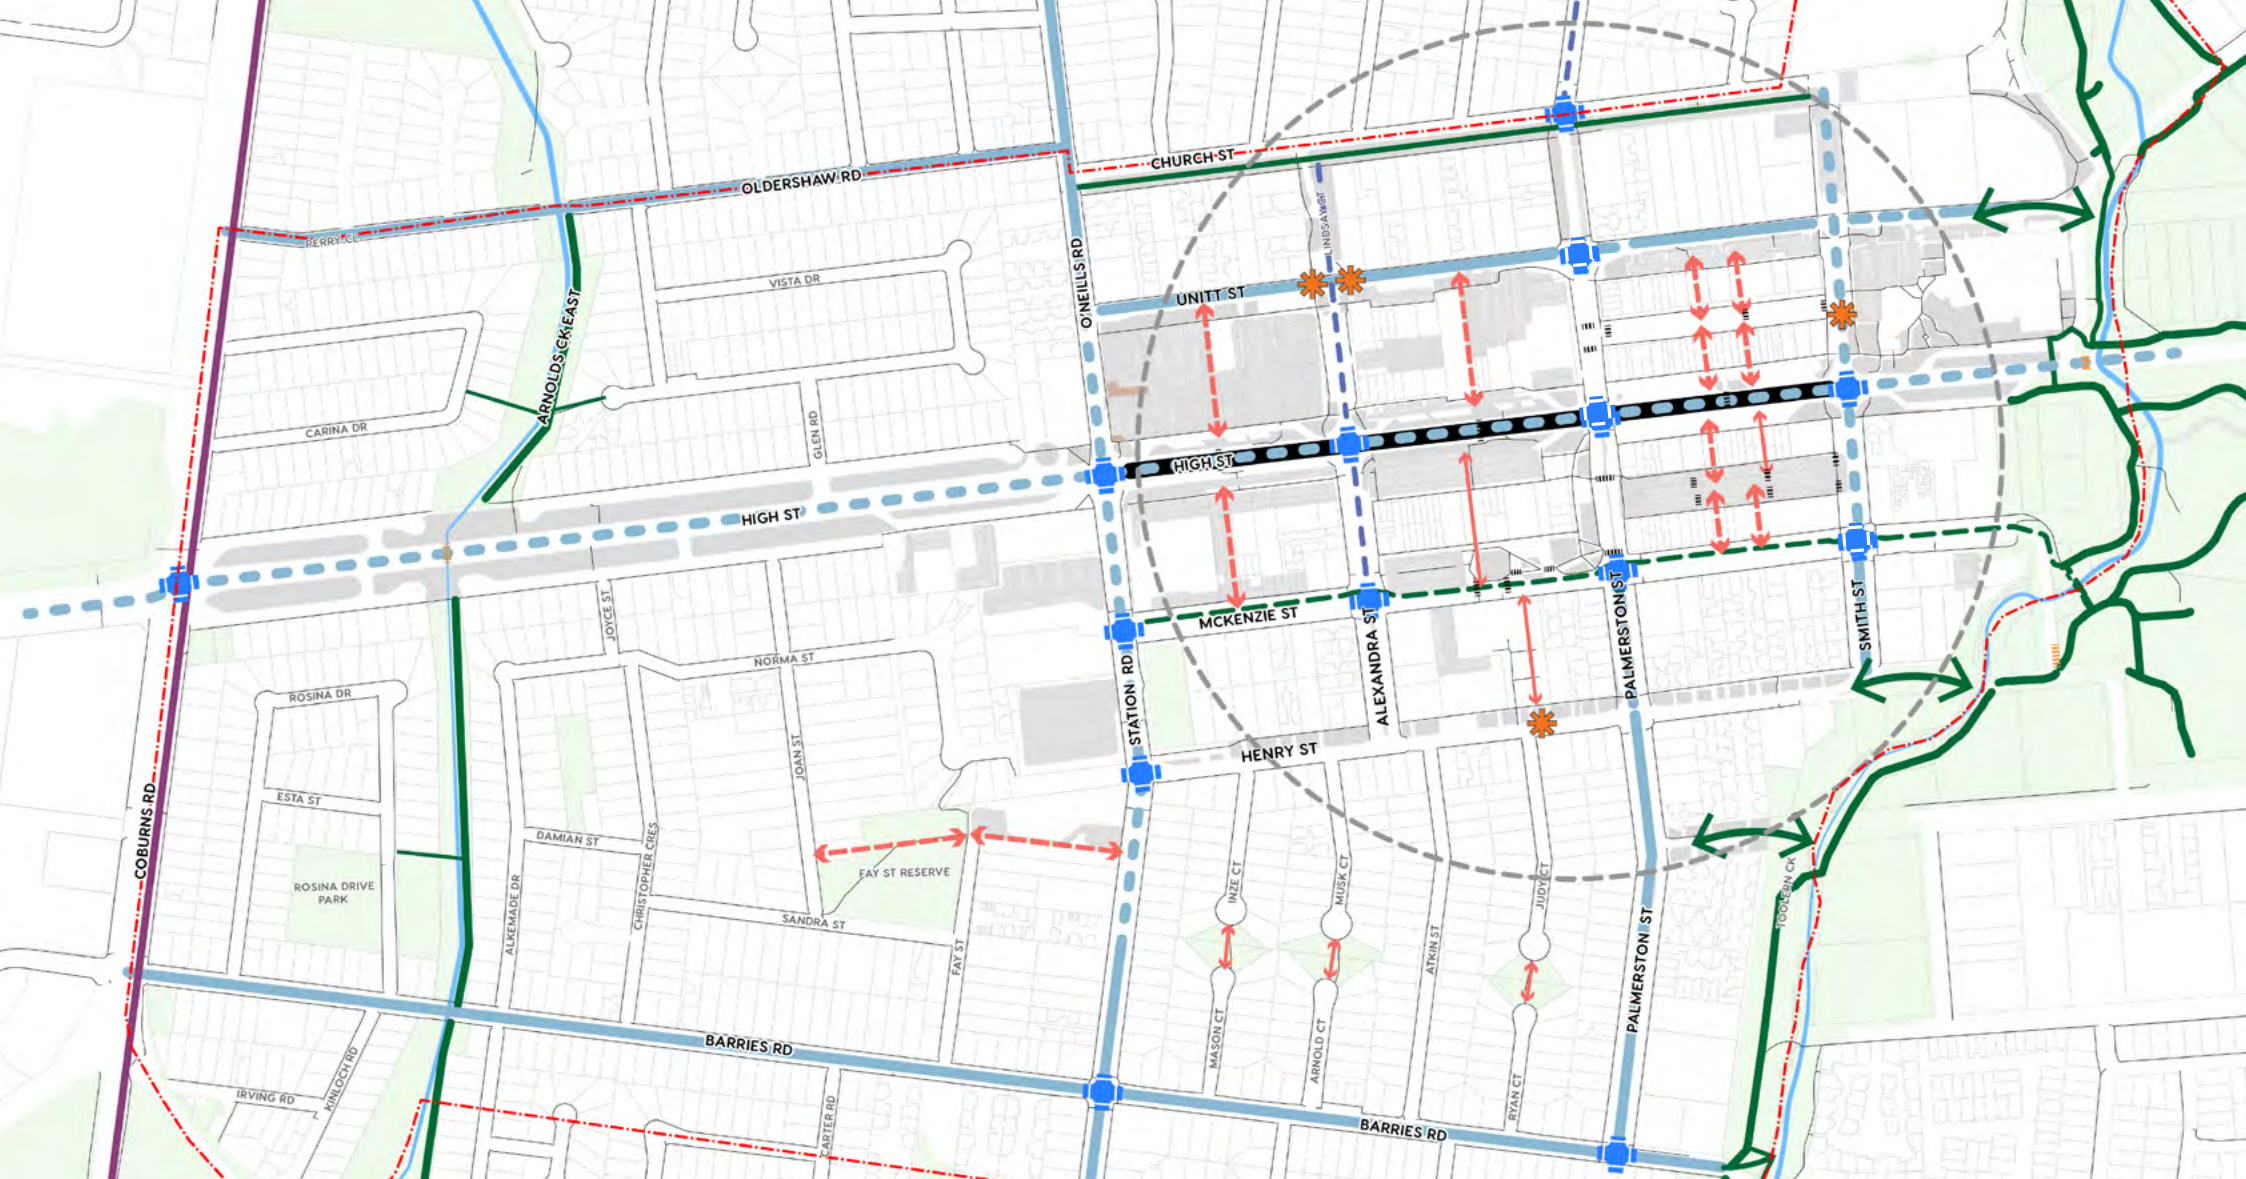 CHURCH ST
OLDERSHAW RD
PERRY CL
LINDSAY CT
O'NEILLS RD
VISTA DR
UNITT ST
ARNOLDS CK EAST
CARINA DR
GLEN RD
HIGH ST
HIGH ST
JOYCE ST
MCKENZIE ST
SMITH ST
NORMA ST
ROSINA DR
STATION RD
ALEXANDRA ST
PALMERSTON ST
JOAN ST
HENRY ST
ESTA ST
COBURNS RD
DAMIAN ST
CHRISTOPHER CRES
FAY ST RESERVE
INZE CT
MUSK CT
JUDY CT
TOOLERN CK
ROSINA DRIVE
PARK
ALKEMADE DR
SANDRA ST
FAY ST
ATKIN ST
PALMERSTON ST
MASON CT
ARNOLD CT
RYAN CT
BARRIES RD
KINLOCH RD
IRVING RD
CARTER RD
BARRIES RD